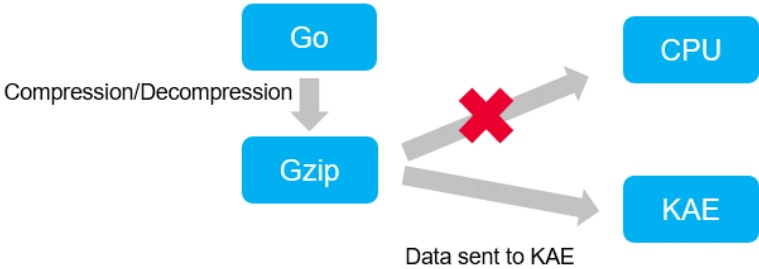 Go
CPU
Compression/Decompression
Gzip
KAE
Data sent to KAE